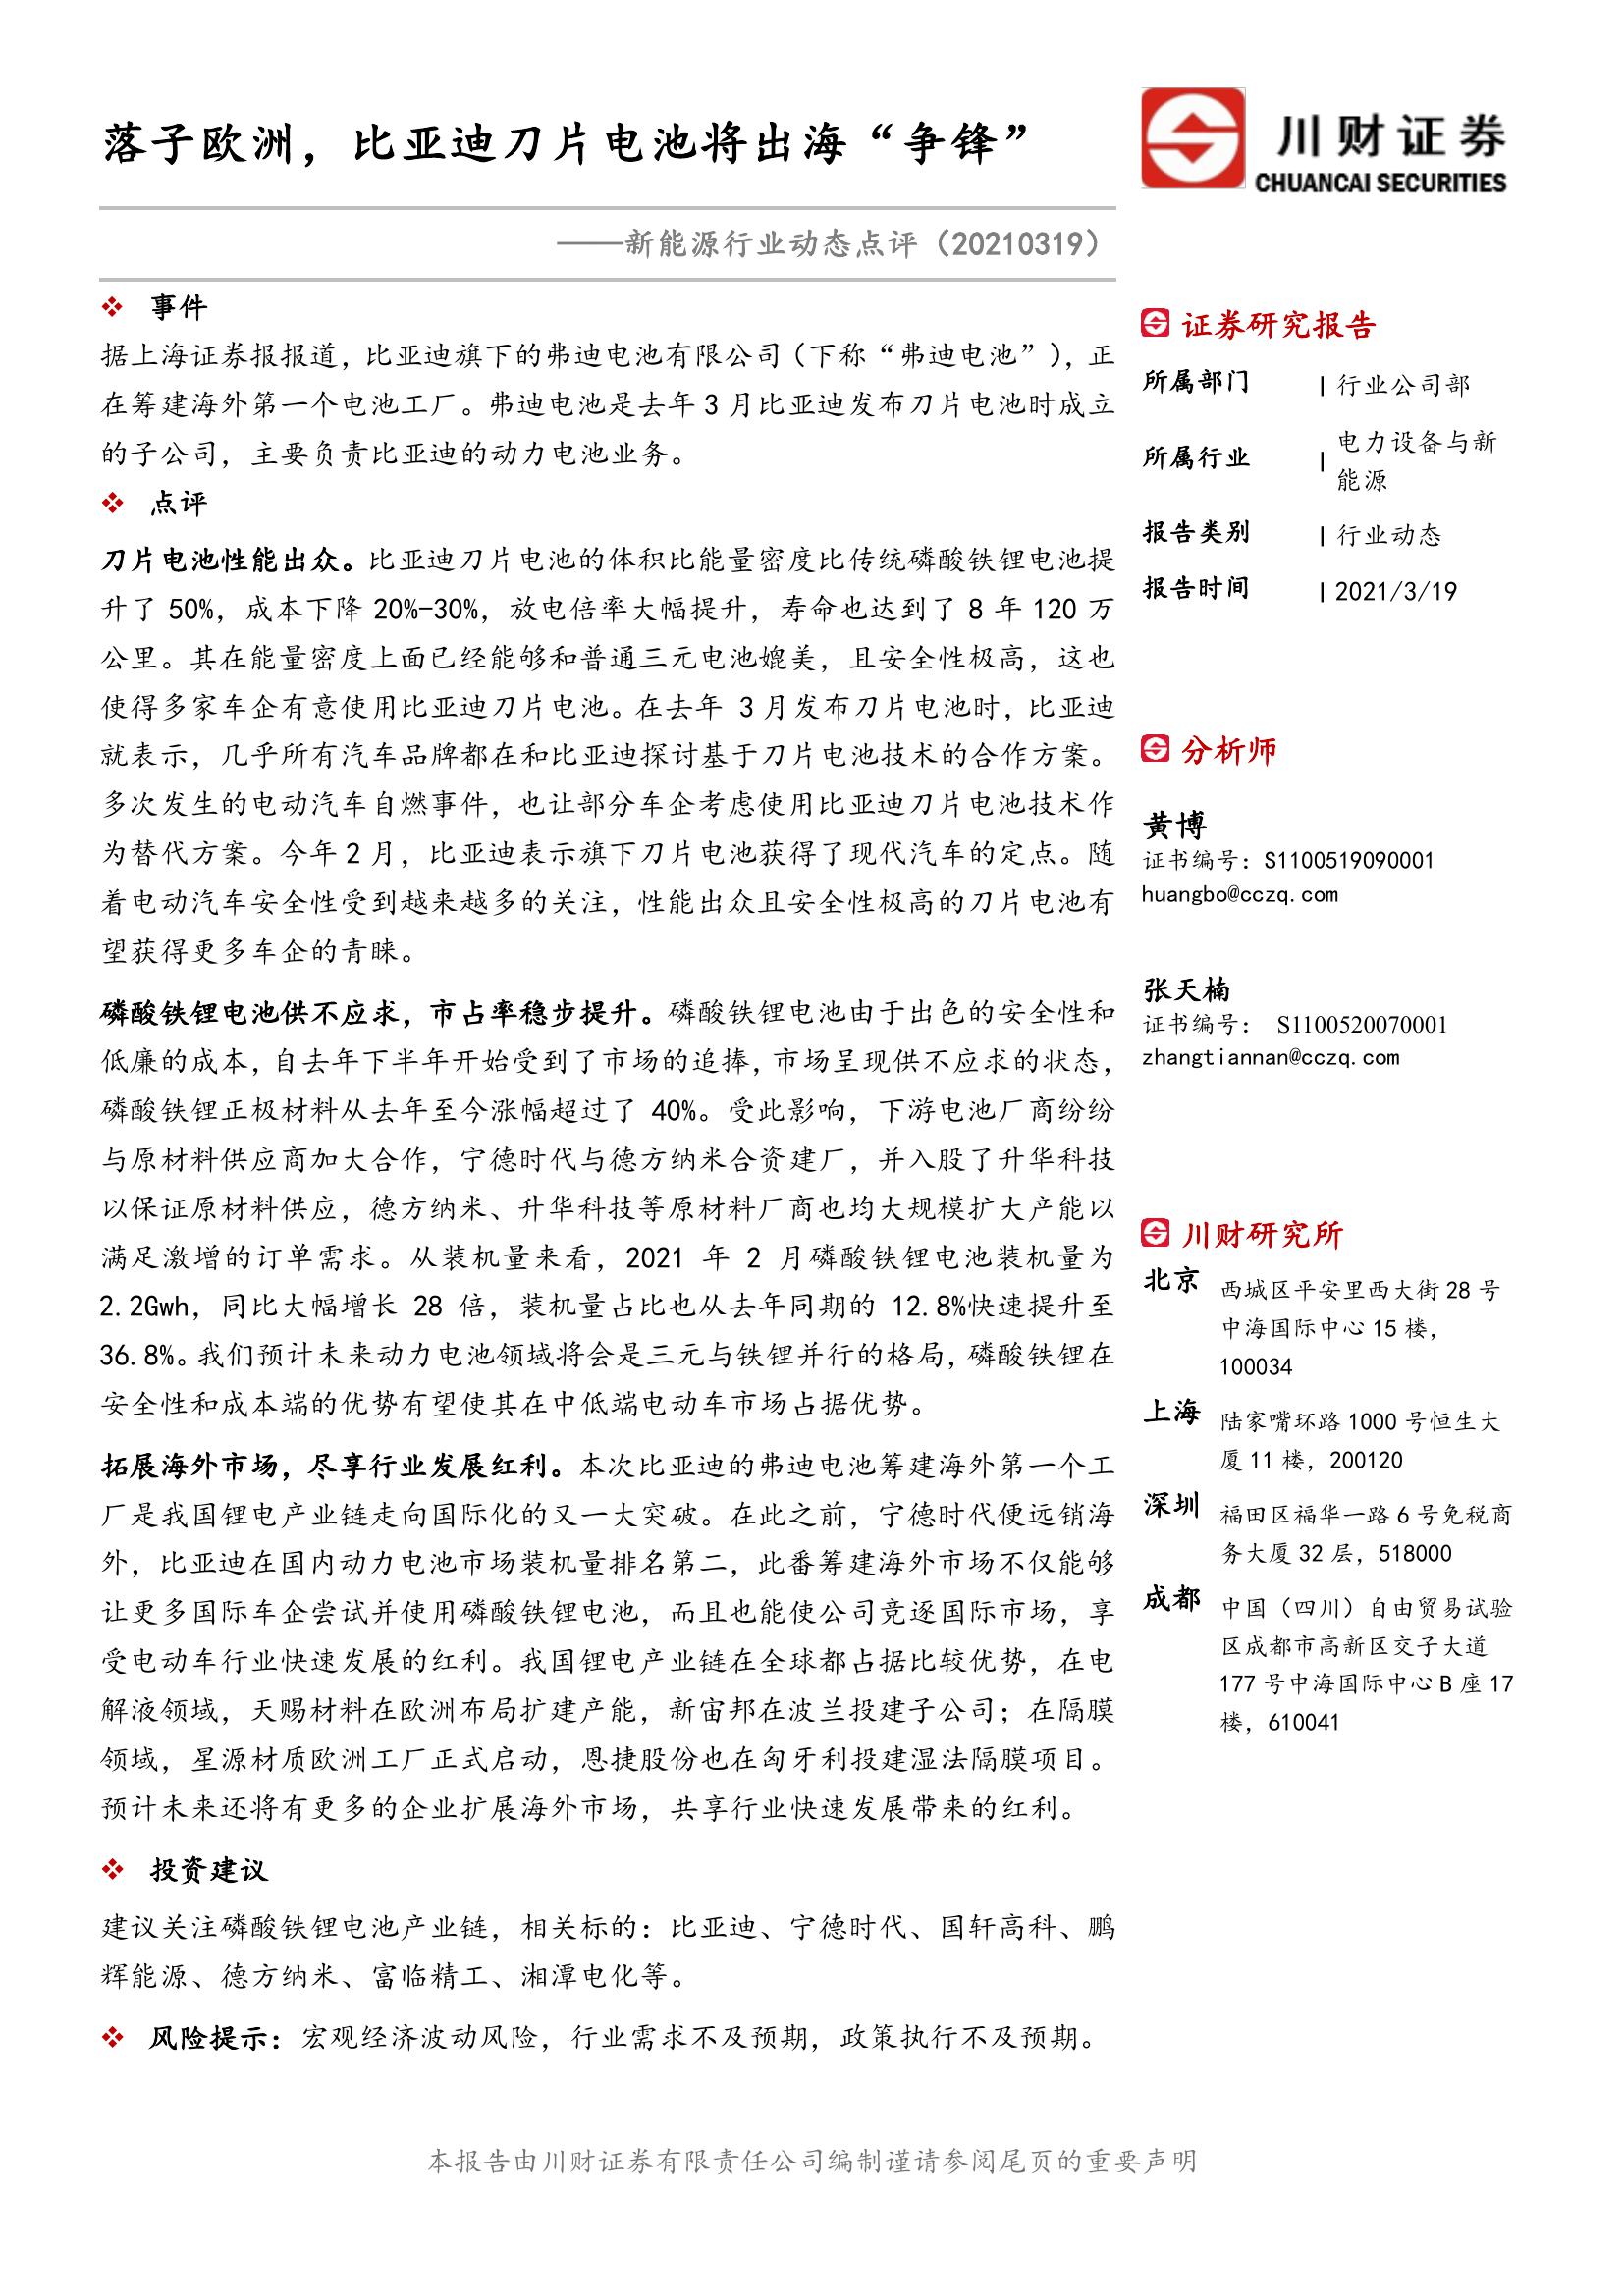 落子欧洲，比亚迪刀片电池将出海“争锋”
川财证券
CHUANCAI SECURITIES
——新能源行业动态点评（20210319）
❖ 事件
据上海证券报报道，比亚迪旗下的弗迪电池有限公司（下称“弗迪电池”），正
在筹建海外第一个电池工厂。弗迪电池是去年 3 月比亚迪发布刀片电池时成立
的子公司，主要负责比亚迪的动力电池业务。
❖ 点评
刀片电池性能出众。比亚迪刀片电池的体积比能量密度比传统磷酸铁锂电池提
升了 50%，成本下降 20%-30%，放电倍率大幅提升，寿命也达到了 8 年 120 万
公里。其在能量密度上面已经能够和普通三元电池媲美，且安全性极高，这也
使得多家车企有意使用比亚迪刀片电池。在去年 3 月发布刀片电池时，比亚迪
就表示，几乎所有汽车品牌都在和比亚迪探讨基于刀片电池技术的合作方案。
多次发生的电动汽车自燃事件，也让部分车企考虑使用比亚迪刀片电池技术作
为替代方案。今年 2 月，比亚迪表示旗下刀片电池获得了现代汽车的定点。随
着电动汽车安全性受到越来越多的关注，性能出众且安全性极高的刀片电池有
望获得更多车企的青睐。
磷酸铁锂电池供不应求，市占率稳步提升。磷酸铁锂电池由于出色的安全性和
低廉的成本，自去年下半年开始受到了市场的追捧，市场呈现供不应求的状态，
磷酸铁锂正极材料从去年至今涨幅超过了 40%。受此影响，下游电池厂商纷纷
与原材料供应商加大合作，宁德时代与德方纳米合资建厂，并入股了升华科技
以保证原材料供应，德方纳米、升华科技等原材料厂商也均大规模扩大产能以
满足激增的订单需求。从装机量来看，2021 年 2 月磷酸铁锂电池装机量为
2.2Gwh，同比大幅增长 28 倍，装机量占比也从去年同期的 12.8%快速提升至
36.8%。我们预计未来动力电池领域将会是三元与铁锂并行的格局，磷酸铁锂在
安全性和成本端的优势有望使其在中低端电动车市场占据优势。
拓展海外市场，尽享行业发展红利。本次比亚迪的弗迪电池筹建海外第一个工
厂是我国锂电产业链走向国际化的又一大突破。在此之前，宁德时代便远销海
外，比亚迪在国内动力电池市场装机量排名第二，此番筹建海外市场不仅能够
让更多国际车企尝试并使用磷酸铁锂电池，而且也能使公司竞逐国际市场，享
受电动车行业快速发展的红利。我国锂电产业链在全球都占据比较优势，在电
解液领域，天赐材料在欧洲布局扩建产能，新宙邦在波兰投建子公司；在隔膜
领域，星源材质欧洲工厂正式启动，恩捷股份也在匈牙利投建湿法隔膜项目。
预计未来还将有更多的企业扩展海外市场，共享行业快速发展带来的红利。
❖ 投资建议
建议关注磷酸铁锂电池产业链，相关标的：比亚迪、宁德时代、国轩高科、鹏
辉能源、德方纳米、富临精工、湘潭电化等。
❖ 风险提示：宏观经济波动风险，行业需求不及预期，政策执行不及预期。
证券研究报告
所属部门 | 行业公司部
所属行业 | 电力设备与新
能源
报告类别 | 行业动态
报告时间 | 2021/3/19
分析师
黄博
证书编号：S1100519090001
huangbo@cczq.com
张天楠
证书编号： S1100520070001
zhangtiannan@cczq.com
川财研究所
北京 西城区平安里西大街 28 号
中海国际中心 15 楼，
100034
上海 陆家嘴环路 1000 号恒生大
厦 11 楼，200120
深圳 福田区福华一路 6 号免税商
务大厦 32 层，518000
成都 中国（四川）自由贸易试验
区成都市高新区交子大道
177 号中海国际中心 B 座 17
楼，610041
本报告由川财证券有限责任公司编制谨请参阅尾页的重要声明